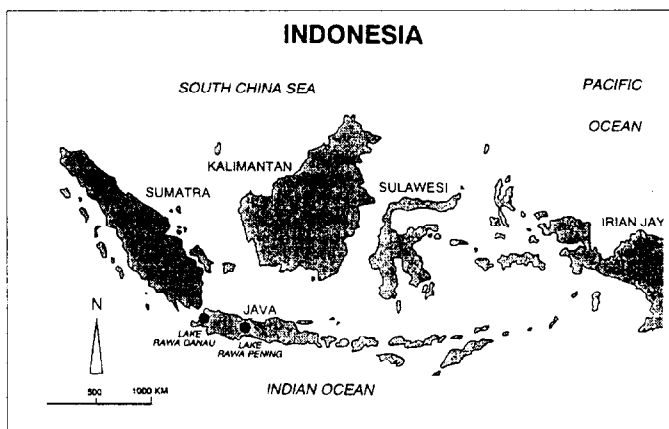 INDONESIA
SOUTH CHINA SEA
PACIFIC
OCEAN
KALIMANTAN
SUMATRA
SULAWESI
IRIAN JAY
N
JAVA
LAKE
RAWA DANAU
LAKE
RAWA PENING
500 1000 KM
INDIAN OCEAN